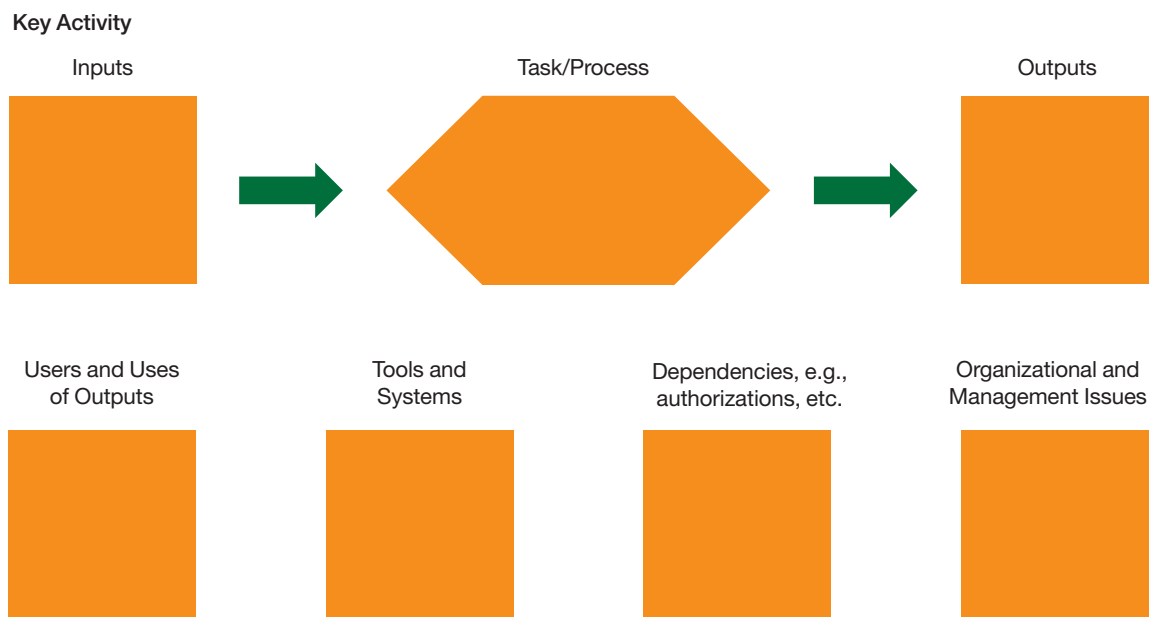 Key Activity
Inputs
Task/Process
Outputs
Users and Uses
of Outputs
Tools and
Systems
Dependencies, e.g.,
authorizations, etc.
Organizational and
Management Issues